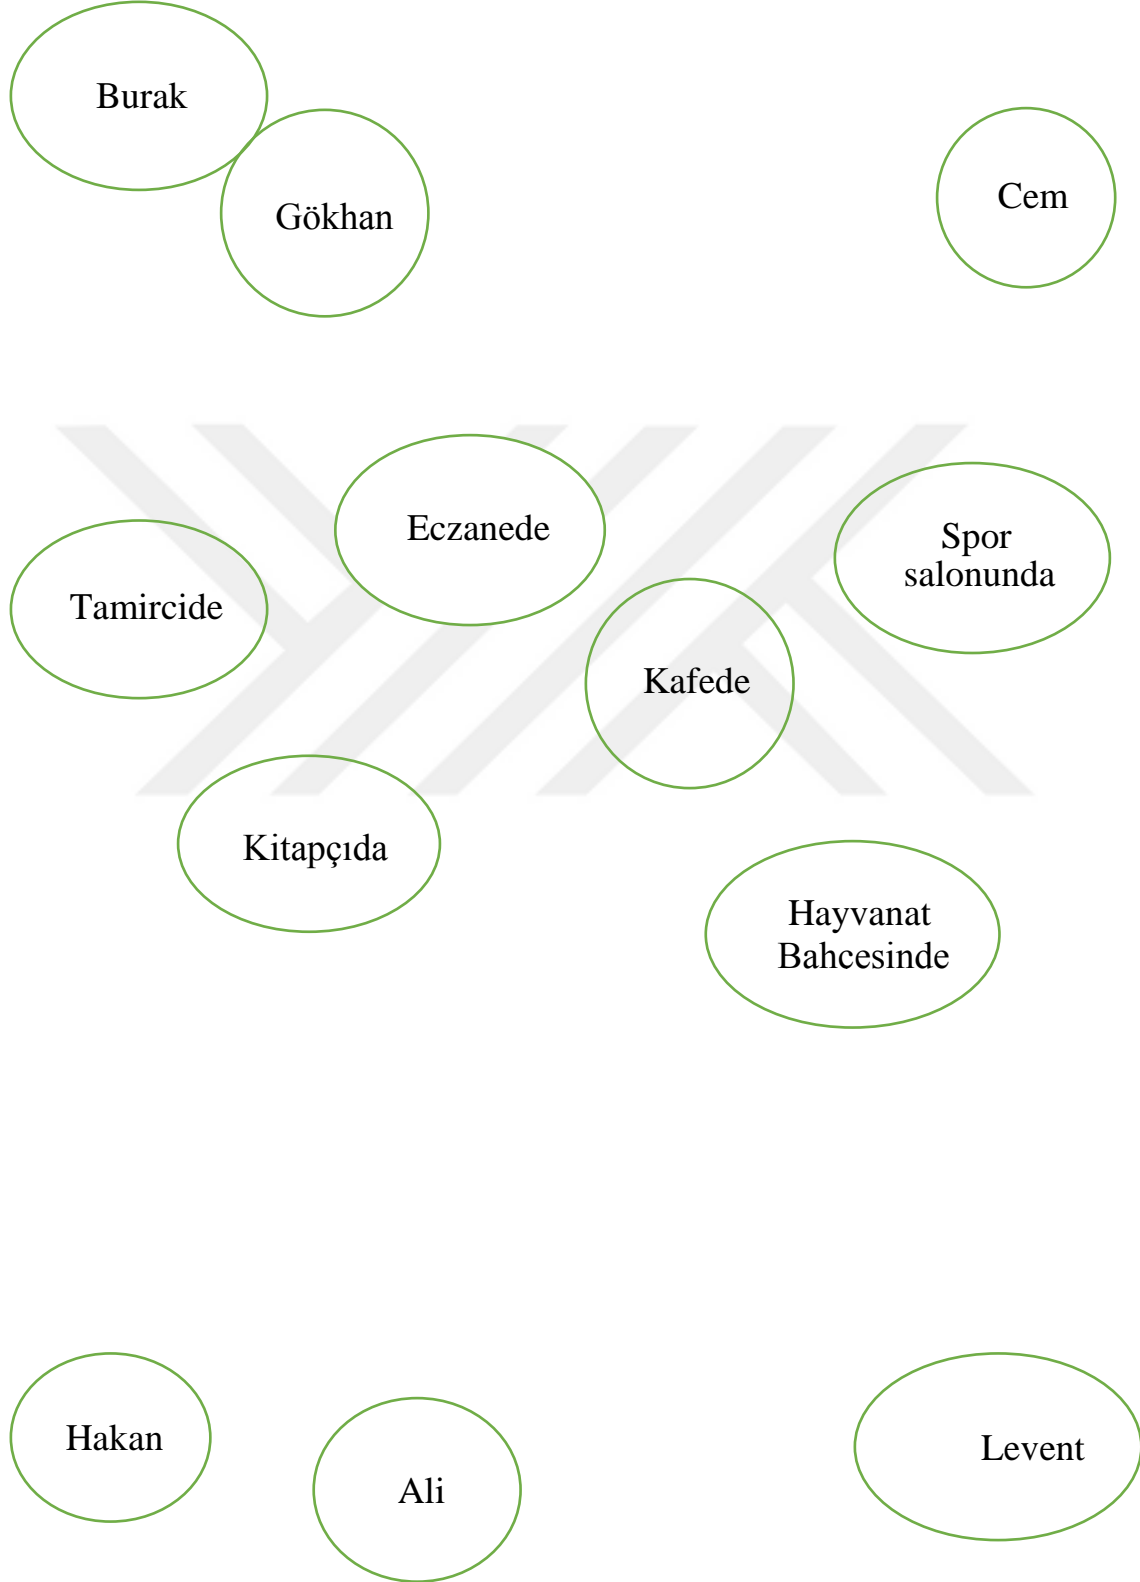 Burak
Gökhan
Cem
Eczanede
Spor
salonunda
Tamircide
Kafede
Kitapçıda
Hayvanat
Bahcesinde
Hakan
Ali
Levent